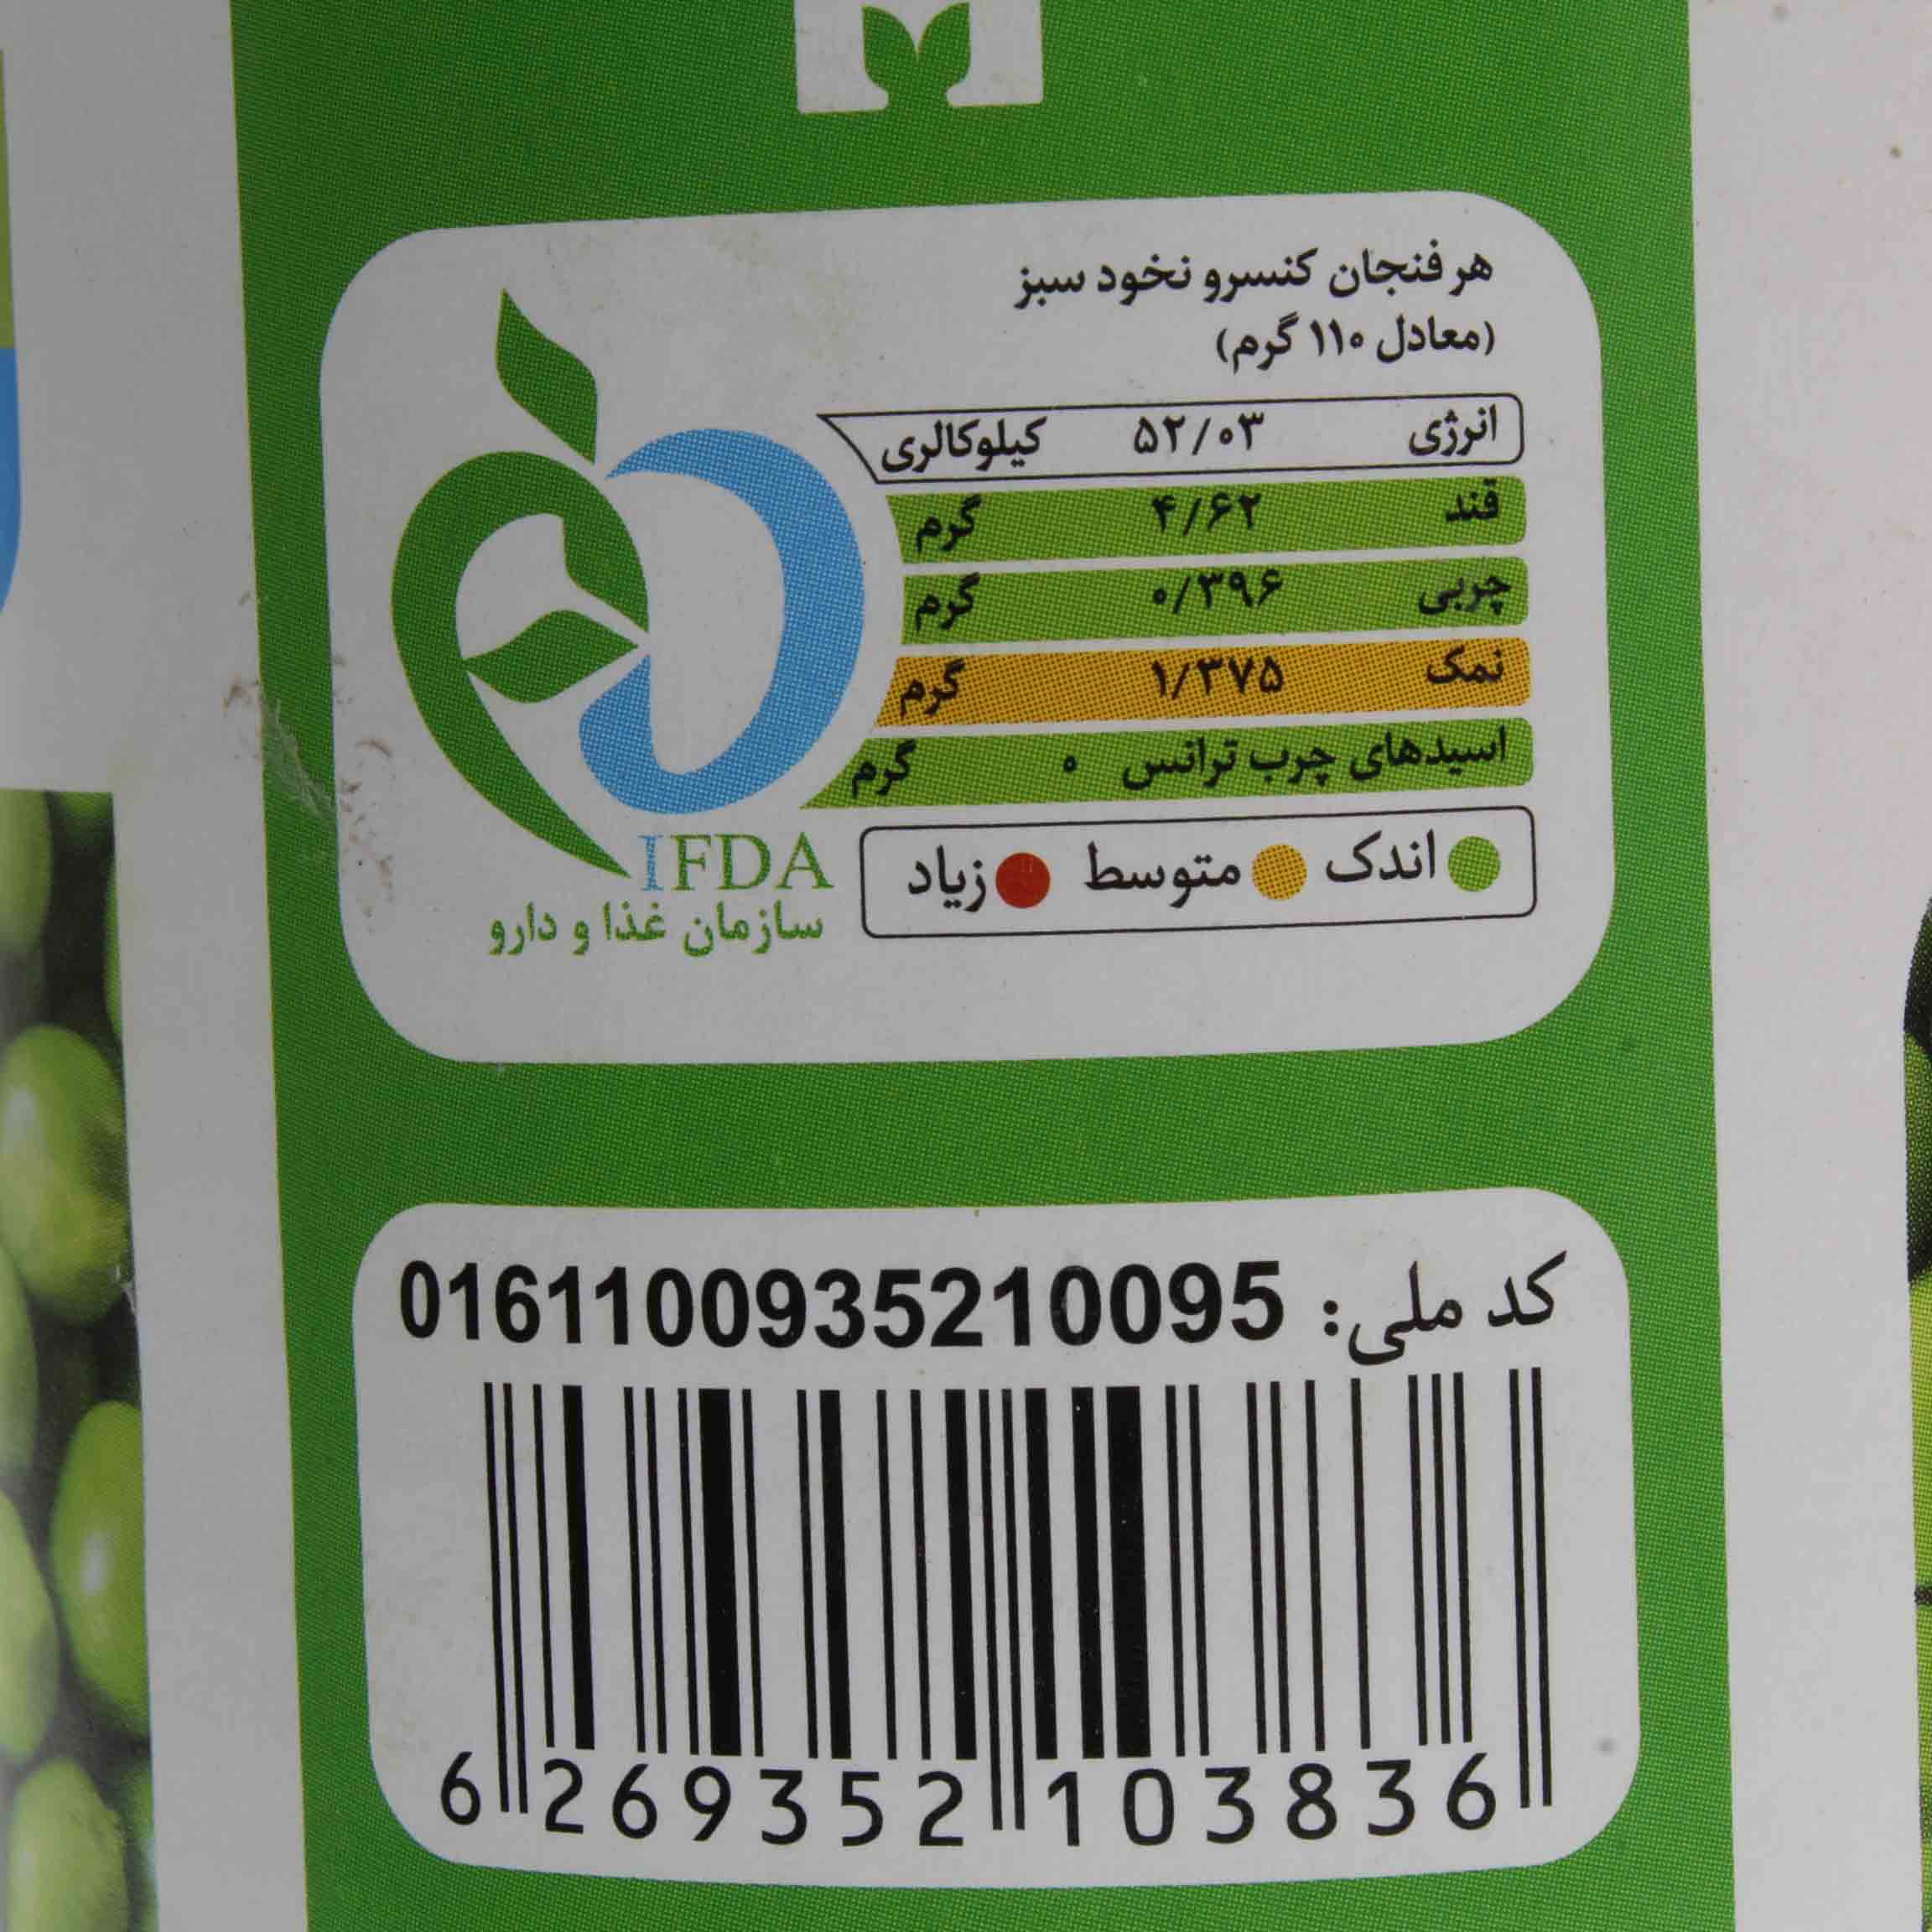 هر فنجان کنسرو نخود سبز
(معادل ۱۱۰ گرم)
انرژی ۵۲/۰۳ کیلوکالری
قند ۴/۶۲ گرم
چربی ۰/۳۹۶ گرم
نمک ۱/۳۷۵ گرم
اسیدهای چرب ترانس ۰ گرم
اندک متوسط زیاد
IFDA
سازمان غذا و دارو
کد ملی: 0161100935210095
6 269352 103836